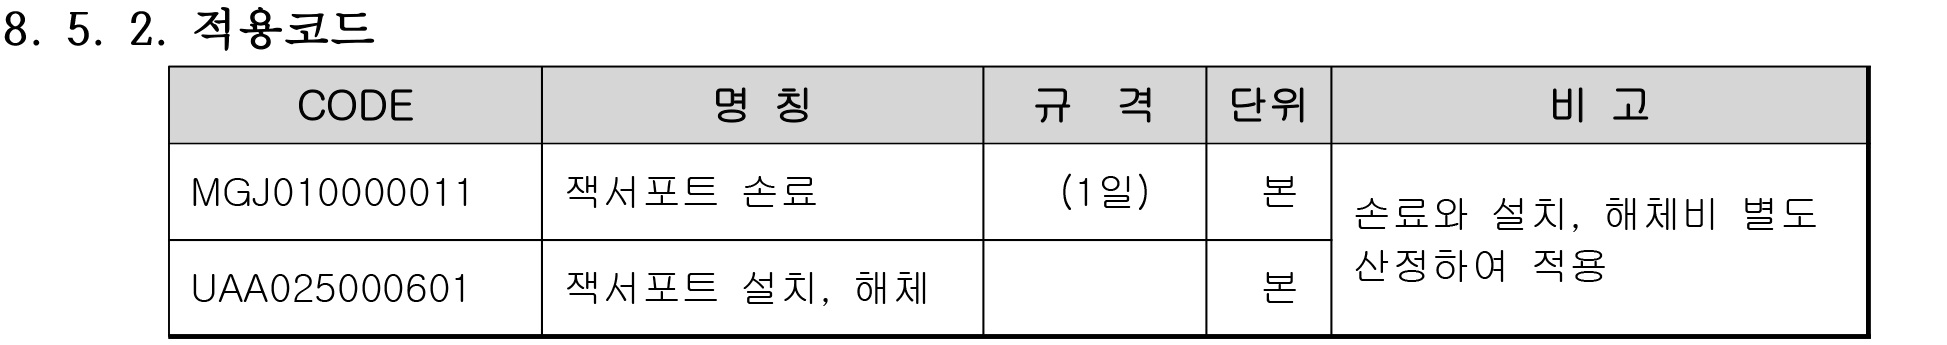 8. 5. 2. 적용코드
CODE 명 칭 규 격 단위 비 고
MGJ010000011 잭서포트 손료 (1일) 본
손료와 설치, 해체비 별도
산정하여 적용
UAA025000601 잭서포트 설치, 해체 본